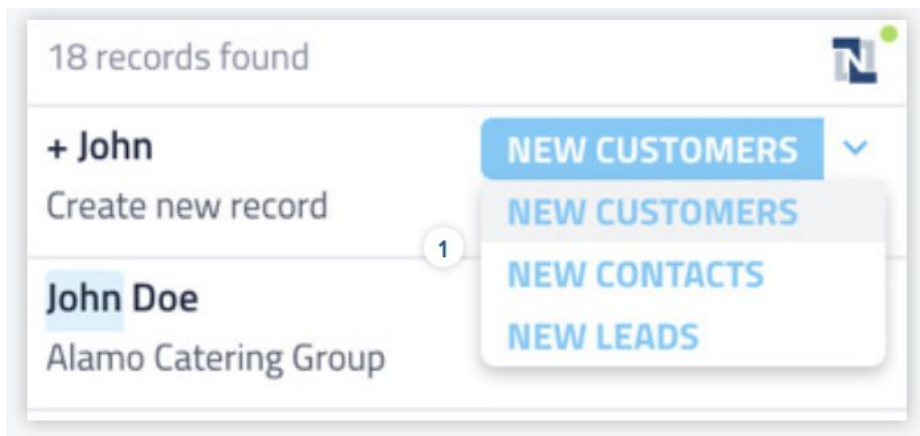 18 records found
N
+ John
NEW CUSTOMERS
Create new record
NEW CUSTOMERS
1
NEW CONTACTS
John Doe
NEW LEADS
Alamo Catering Group